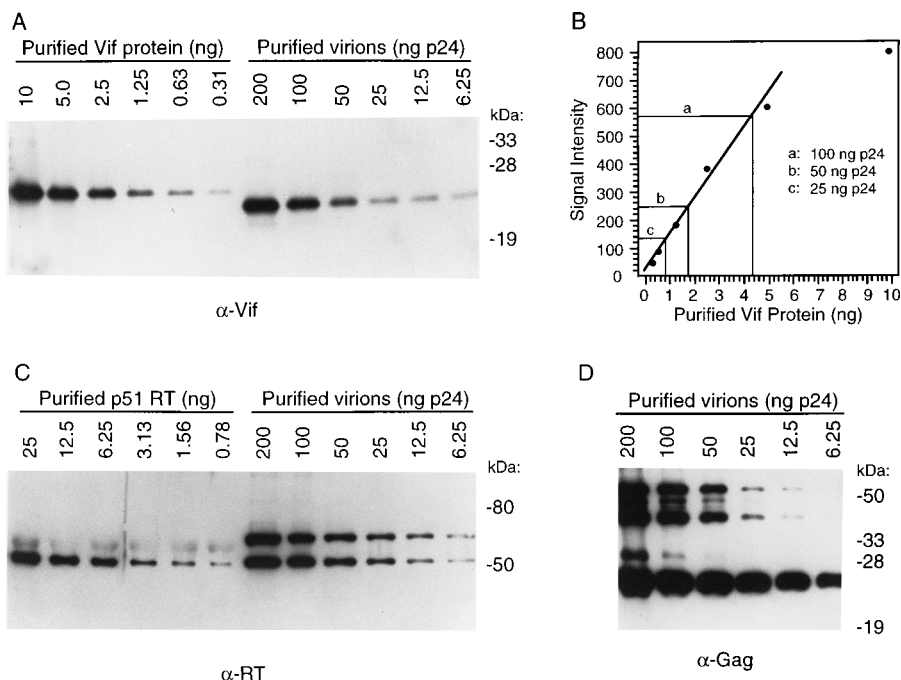 A
Purified Vif protein (ng)
Purified virions (ng p24)
10 5.0 2.5 1.25 0.63 0.31
200 100 50 25 12.5 6.25
kDa:
-33
-28
-19
α-Vif
B
Signal Intensity
800
700
600
500
400
300
200
100
0
a
b
c
a: 100 ng p24
b: 50 ng p24
c: 25 ng p24
0 1 2 3 4 5 6 7 8 9 10
Purified Vif Protein (ng)
C
Purified p51 RT (ng)
Purified virions (ng p24)
25 12.5 6.25 3.13 1.56 0.78
200 100 50 25 12.5 6.25
kDa:
-80
-50
α-RT
D
Purified virions (ng p24)
200 100 50 25 12.5 6.25
kDa:
-50
-33
-28
-19
α-Gag